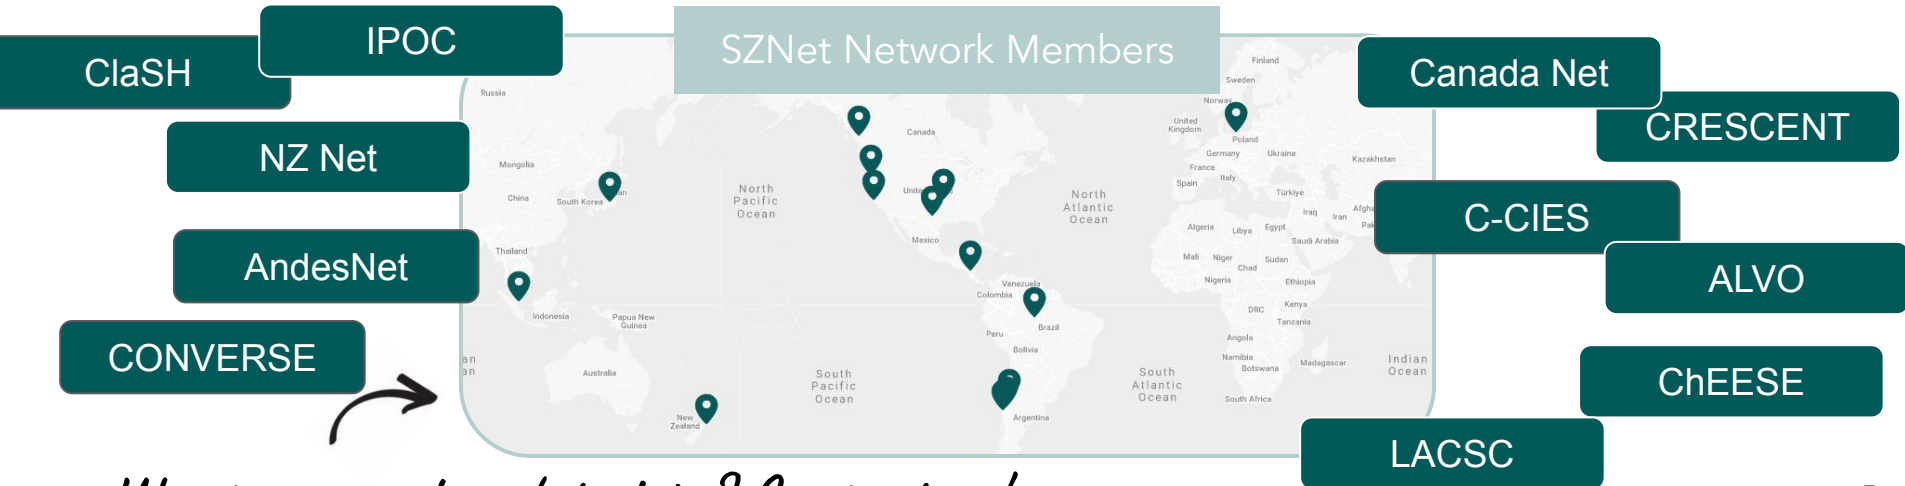 SZNet Network Members
IPOC
ClaSH
NZ Net
AndesNet
CONVERSE
Canada Net
CRESCENT
C-CIES
ALVO
ChEESE
LACSC
Russia
Mongolia
China
South Korea
Thailand
Indonesia
Papua New
Guinea
Australia
New
Zealand
North
Pacific
Ocean
South
Pacific
Ocean
Canada
Mexico
Venezuela
Colombia
Peru
Brazil
Bolivia
Argentina
North
Atlantic
Ocean
South
Atlantic
Ocean
Finland
Sweden
Norway
United
Kingdom
Poland
Germany
Ukraine
Kazakhstan
France
Italy
Spain
Türkiye
Iraq
Iran
Algeria
Libya
Egypt
Saudi Arabia
Mali
Niger
Chad
Sudan
Nigeria
Ethiopia
DRC
Kenya
Tanzania
Angola
Namibia
Botswana
Madagascar
South Africa
Indian
Ocean